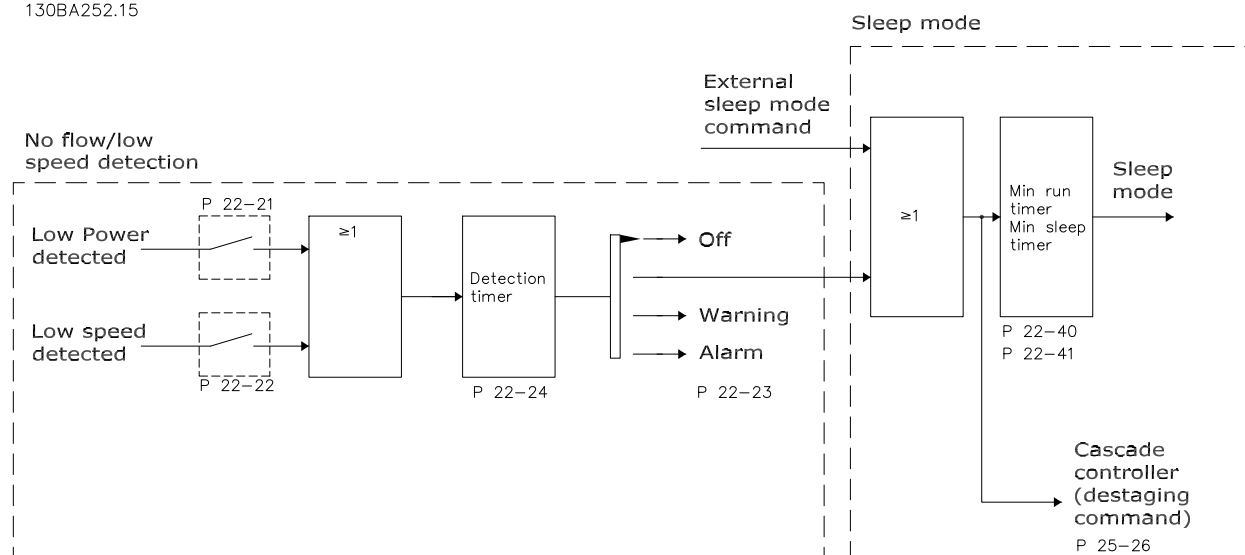 130BA252.15
Sleep mode
External
sleep mode
command
No flow/low
speed detection
P 22-21
Low Power
detected
≥1
Detection
timer
Off
≥1
Min run
timer
Min sleep
timer
Sleep
mode
Low speed
detected
Warning
Alarm
P 22-22
P 22-24
P 22-23
P 22-40
P 22-41
Cascade
controller
(destaging
command)
P 25-26